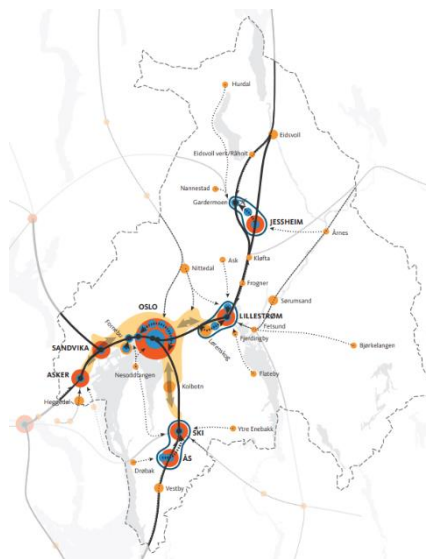 Hurdal
Eidsvoll
Eidsvoll verk/Råholt
Nannestad
Gardermoen
JESSHEIM
Årnes
Kløfta
Ask
Nittedal
Frogner
OSLO
Sørumsand
LILLESTRØM
Fetsund
Fornebu
Lørenskog
Fjerdingby
SANDVIKA
Bjørkelangen
Nesoddtangen
ASKER
Flateby
Kolbotn
Heggedal
Ytre Enebakk
SKI
ÅS
Drøbak
Vestby